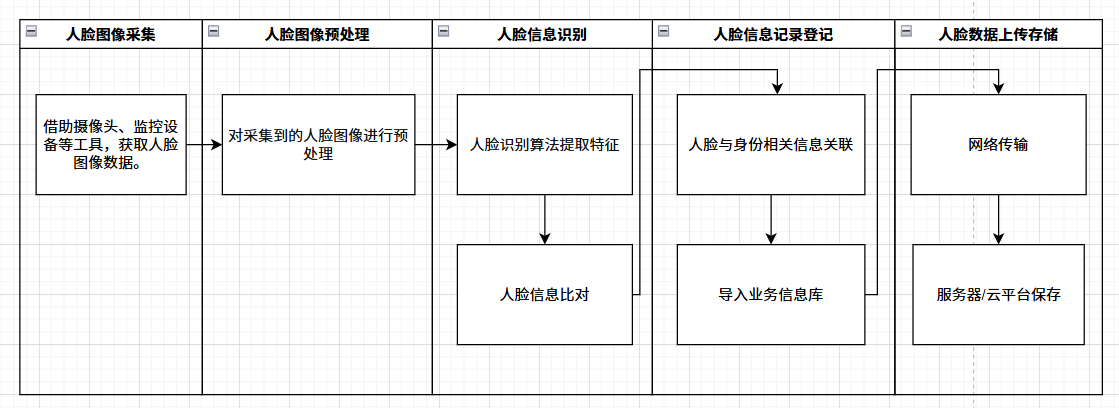 人脸图像采集
人脸图像预处理
人脸信息识别
人脸信息记录登记
人脸数据上传存储
借助摄像头、监控设
备等工具，获取人脸
图像数据。
对采集到的人脸图像进行预
处理
人脸识别算法提取特征
人脸与身份相关信息关联
网络传输
人脸信息比对
导入业务信息库
服务器/云平台保存